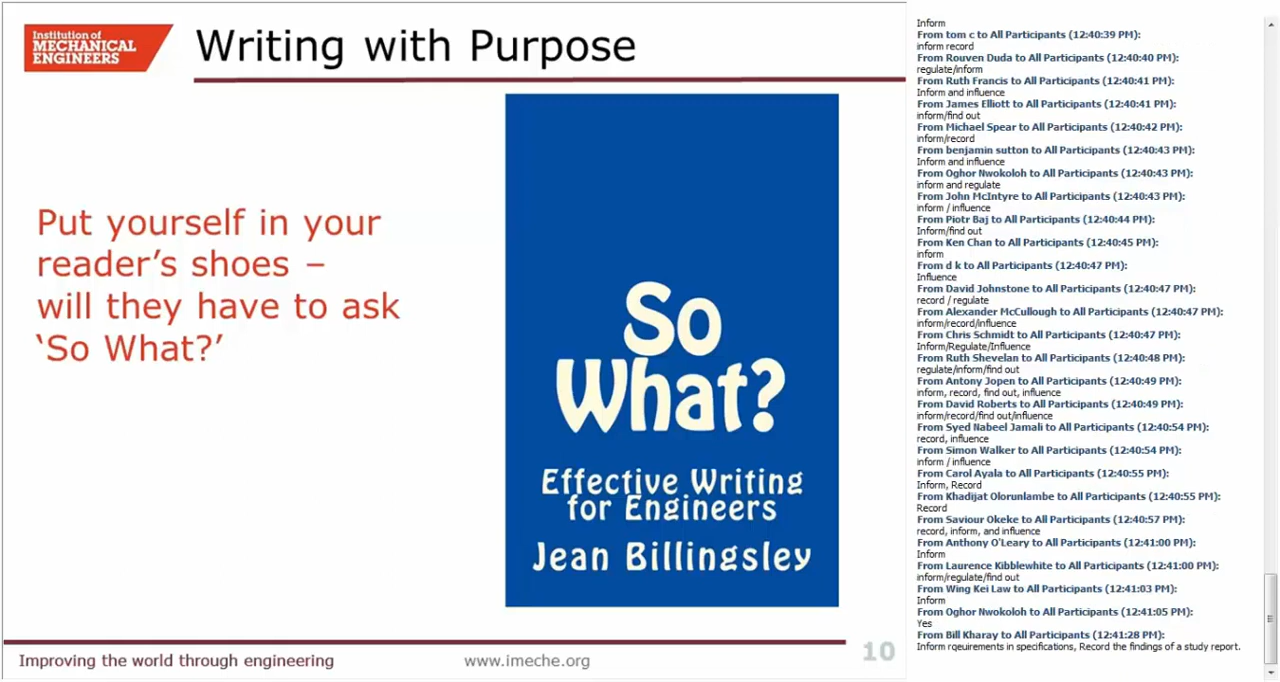 Institution of
MECHANICAL
ENGINEERS
Writing with Purpose
Put yourself in your
reader's shoes –
will they have to ask
‘So What?’
So
What?
Effective Writing
for Engineers
Jean Billingsley
Improving the world through engineering
www.imeche.org
10
Inform
From tom c to All Participants (12:40:39 PM):
inform record
From Rouven Duda to All Participants (12:40:40 PM):
regulate/inform
From Ruth Francis to All Participants (12:40:41 PM):
Inform and influence
From James Elliott to All Participants (12:40:41 PM):
inform/find out
From Michael Spear to All Participants (12:40:42 PM):
inform/record
From benjamin sutton to All Participants (12:40:43 PM):
Inform and influence
From Oghor Nwokoloh to All Participants (12:40:43 PM):
inform and regulate
From John McIntyre to All Participants (12:40:43 PM):
inform / influence
From Piotr Baj to All Participants (12:40:44 PM):
Inform/find out
From Ken Chan to All Participants (12:40:45 PM):
inform
From d k to All Participants (12:40:47 PM):
Influence
From David Johnstone to All Participants (12:40:47 PM):
record / regulate
From Alexander McCullough to All Participants (12:40:47 PM):
inform/record/influence
From Chris Schmidt to All Participants (12:40:47 PM):
Inform/Regulate/Influence
From Ruth Shevelan to All Participants (12:40:48 PM):
regulate/inform/find out
From Antony Jopen to All Participants (12:40:49 PM):
inform, record, find out, influence
From David Roberts to All Participants (12:40:49 PM):
inform/record/find out/influence
From Syed Nabeel Jamali to All Participants (12:40:54 PM):
record, influence
From Simon Walker to All Participants (12:40:54 PM):
inform / influence
From Carol Ayala to All Participants (12:40:55 PM):
Inform, Record
From Khadijat Olorunlambe to All Participants (12:40:55 PM):
Record
From Saviour Okeke to All Participants (12:40:57 PM):
record, inform, and influence
From Anthony O'Leary to All Participants (12:41:00 PM):
Inform
From Laurence Kibblewhite to All Participants (12:41:00 PM):
inform/regulate/find out
From Wing Kei Law to All Participants (12:41:03 PM):
Inform
From Oghor Nwokoloh to All Participants (12:41:05 PM):
Yes
From Bill Kharay to All Participants (12:41:28 PM):
Inform rqeuirements in specifications, Record the findings of a study report.